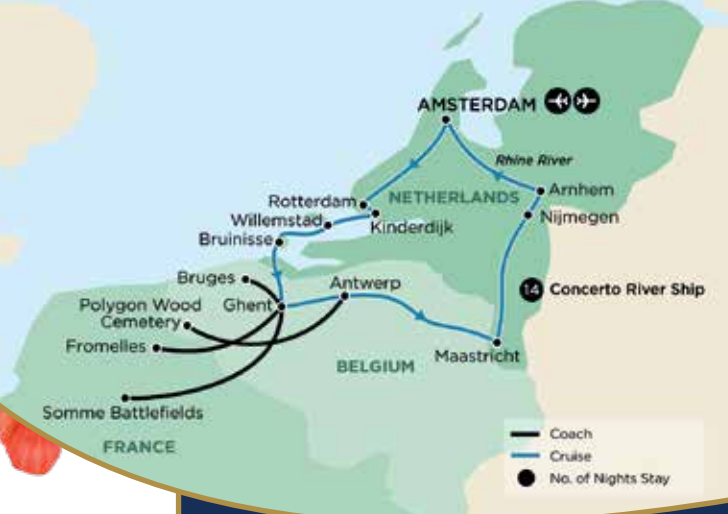 AMSTERDAM
Rhine River
Arnhem
NETHERLANDS
Rotterdam
Nijmegen
Willemstad
Kinderdijk
Bruinisse
Bruges
Antwerp
14 Concerto River Ship
Polygon Wood
Cemetery
Ghent
Fromelles
Maastricht
BELGIUM
Somme Battlefields
FRANCE
Coach
Cruise
No. of Nights Stay